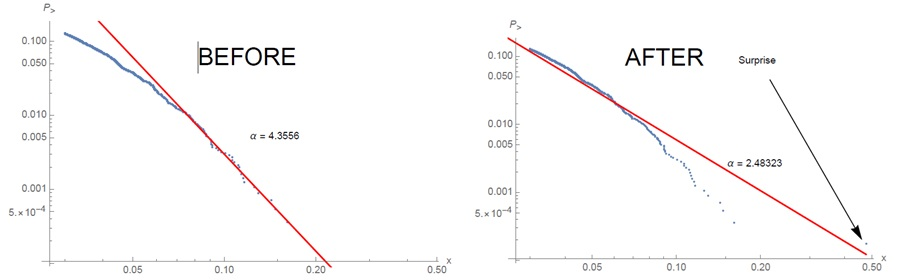 P>
BEFORE
0.100
0.050
0.010
0.005
0.001
5.×10⁻⁴
α = 4.3556
0.05
0.10
0.20
0.50
x
P>
AFTER
Surprise
0.100
0.050
0.010
0.005
0.001
5.×10⁻⁴
α = 2.48323
0.05
0.10
0.20
0.50
x